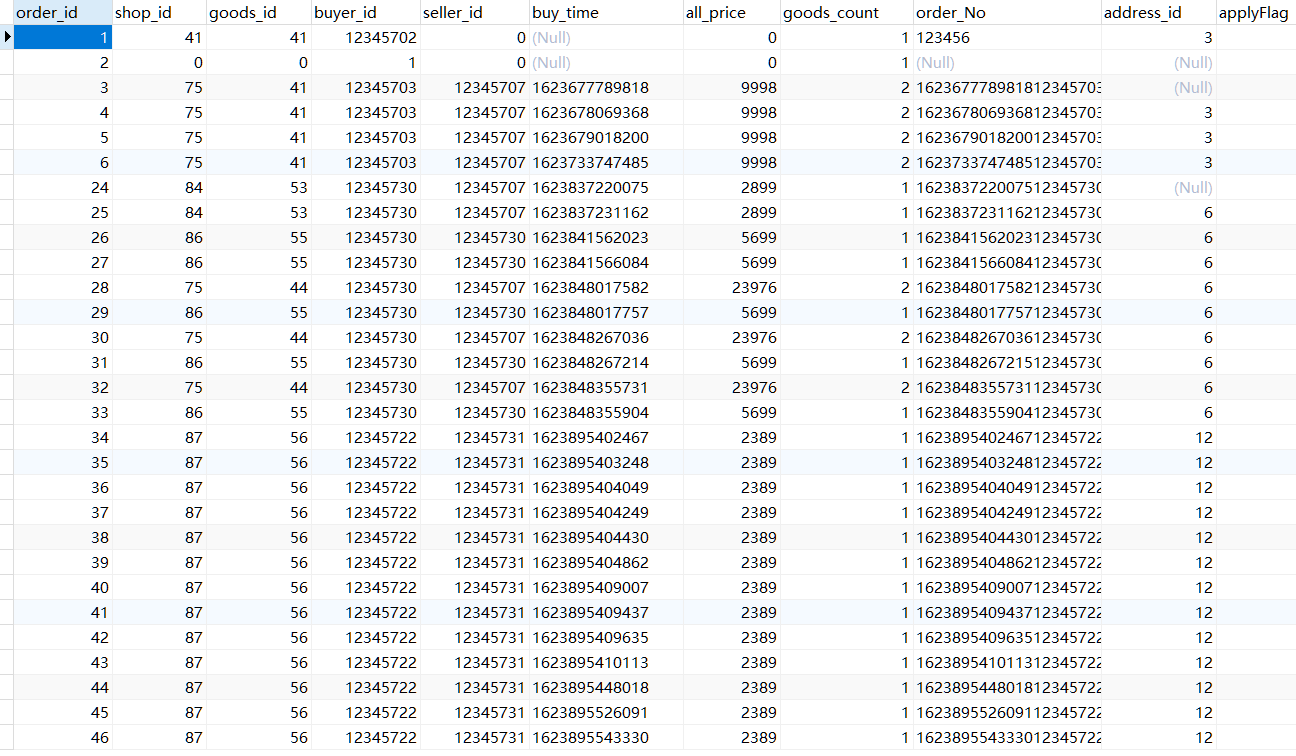 order_id shop_id goods_id buyer_id seller_id buy_time all_price goods_count order_No address_id applyFlag
1 41 41 12345702 0 (Null) 0 1 123456 3
2 0 0 1 0 (Null) 0 1 (Null) (Null)
3 75 41 12345703 12345707 1623677789818 9998 2 162367778981812345703 (Null)
4 75 41 12345703 12345707 1623678069368 9998 2 162367806936812345703 3
5 75 41 12345703 12345707 1623679018200 9998 2 162367901820012345703 3
6 75 41 12345703 12345707 1623733747485 9998 2 162373374748512345703 3
24 84 53 12345730 12345707 1623837220075 2899 1 162383722007512345730 (Null)
25 84 53 12345730 12345707 1623837231162 2899 1 162383723116212345730 6
26 86 55 12345730 12345730 1623841562023 5699 1 162384156202312345730 6
27 86 55 12345730 12345730 1623841566084 5699 1 162384156608412345730 6
28 75 44 12345730 12345707 1623848017582 23976 2 162384801758212345730 6
29 86 55 12345730 12345730 1623848017757 5699 1 162384801775712345730 6
30 75 44 12345730 12345707 1623848267036 23976 2 162384826703612345730 6
31 86 55 12345730 12345730 1623848267214 5699 1 162384826721512345730 6
32 75 44 12345730 12345707 1623848355731 23976 2 162384835573112345730 6
33 86 55 12345730 12345730 1623848355904 5699 1 162384835590412345730 6
34 87 56 12345722 12345731 1623895402467 2389 1 162389540246712345722 12
35 87 56 12345722 12345731 1623895403248 2389 1 162389540324812345722 12
36 87 56 12345722 12345731 1623895404049 2389 1 162389540404912345722 12
37 87 56 12345722 12345731 1623895404249 2389 1 162389540424912345722 12
38 87 56 12345722 12345731 1623895404430 2389 1 162389540443012345722 12
39 87 56 12345722 12345731 1623895404862 2389 1 162389540486212345722 12
40 87 56 12345722 12345731 1623895409007 2389 1 162389540900712345722 12
41 87 56 12345722 12345731 1623895409437 2389 1 162389540943712345722 12
42 87 56 12345722 12345731 1623895409635 2389 1 162389540963512345722 12
43 87 56 12345722 12345731 1623895410113 2389 1 162389541011312345722 12
44 87 56 12345722 12345731 1623895448018 2389 1 162389544801812345722 12
45 87 56 12345722 12345731 1623895526091 2389 1 162389552609112345722 12
46 87 56 12345722 12345731 1623895543330 2389 1 162389554333012345722 12